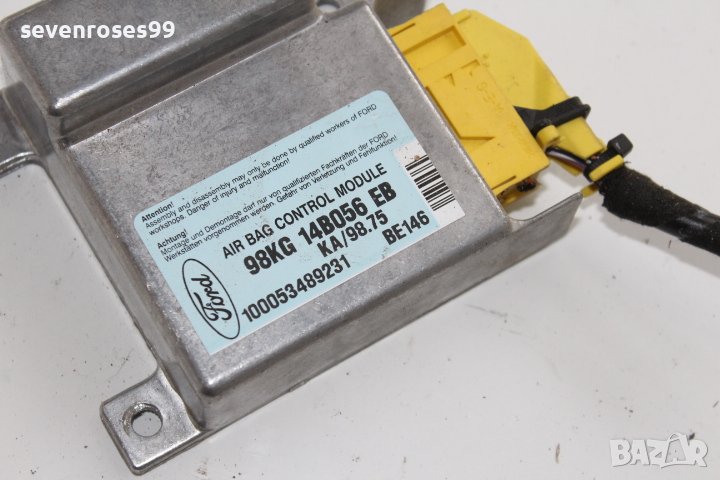 sevenroses99
Attention!
Assembly and disassembly may only be done by qualified workers of FORD
workshops. Danger of injury and malfunction!
Achtung!
Montage und Demontage darf nur von qualifizierten Fachkräften der FORD
Werkstätten vorgenommen werden. Gefahr von Verletzung und Fehlfunktion!
AIR BAG CONTROL MODULE
98KG 14B056 EB
KA/98.75
Ford
100053489231
BE146
BAZAR